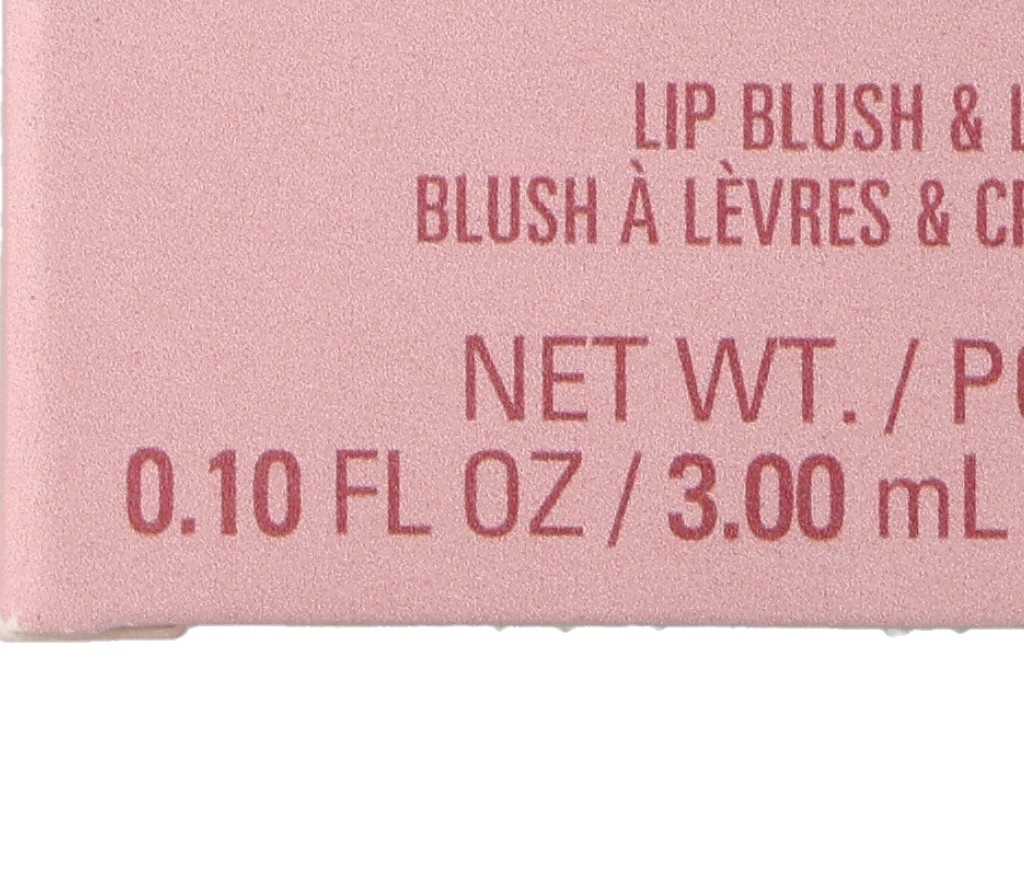 LIP BLUSH & L
BLUSH À LÈVRES & C
NET WT. / P
0.10 FL OZ / 3.00 mL